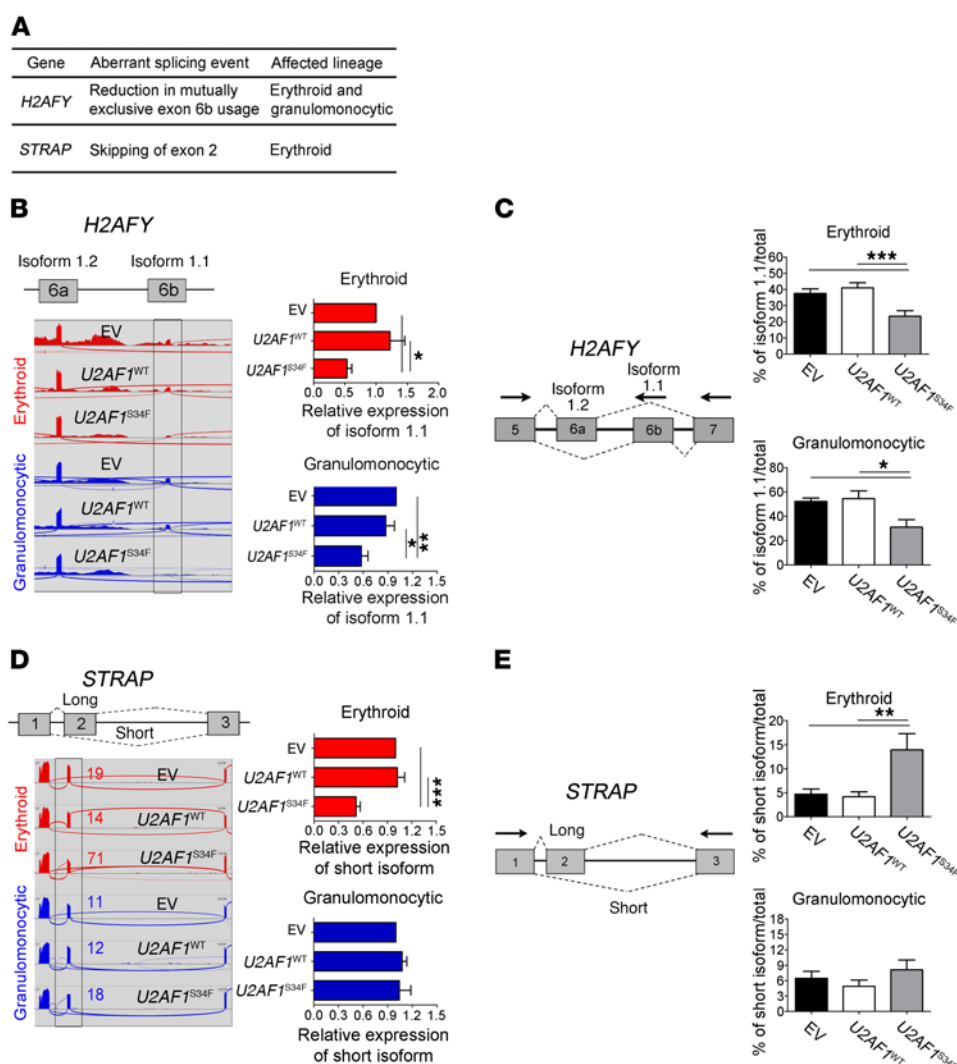 A
Gene Aberrant splicing event Affected lineage
H2AFY Reduction in mutually exclusive exon 6b usage Erythroid and granulomonocytic
STRAP Skipping of exon 2 Erythroid
B
H2AFY
Isoform 1.2 Isoform 1.1
6a 6b
Erythroid
EV
U2AF1WT
U2AF1S34F
Granulomonocytic
EV
U2AF1WT
U2AF1S34F
Erythroid
EV
U2AF1WT
U2AF1S34F
*
0.0 0.5 1.0 1.5 2.0
Relative expression
of isoform 1.1
Granulomonocytic
EV
U2AF1WT
U2AF1S34F
* **
0.0 0.3 0.6 0.9 1.2 1.5
Relative expression
of isoform 1.1
C
H2AFY
Isoform
1.1
Isoform
1.2
5 6a 6b 7
Erythroid
% of isoform 1.1/total
60
50
40
30
20
10
0
***
EV U2AF1WT U2AF1S34F
Granulomonocytic
% of isoform 1.1/total
80
60
40
20
0
*
EV U2AF1WT U2AF1S34F
D
STRAP
Long
1 2 3
Short
Erythroid
19 EV
14 U2AF1WT
71 U2AF1S34F
Granulomonocytic
11 EV
12 U2AF1WT
18 U2AF1S34F
Erythroid
EV
U2AF1WT
U2AF1S34F
***
0.0 0.3 0.6 0.9 1.2 1.5
Relative expression
of short isoform
Granulomonocytic
EV
U2AF1WT
U2AF1S34F
0.0 0.3 0.6 0.9 1.2 1.5
Relative expression
of short isoform
E
STRAP
Long
1 2 3
Short
Erythroid
% of short isoform/total
20
15
10
5
0
**
EV U2AF1WT U2AF1S34F
Granulomonocytic
% of short isoform/total
18
15
12
9
6
3
0
EV U2AF1WT U2AF1S34F